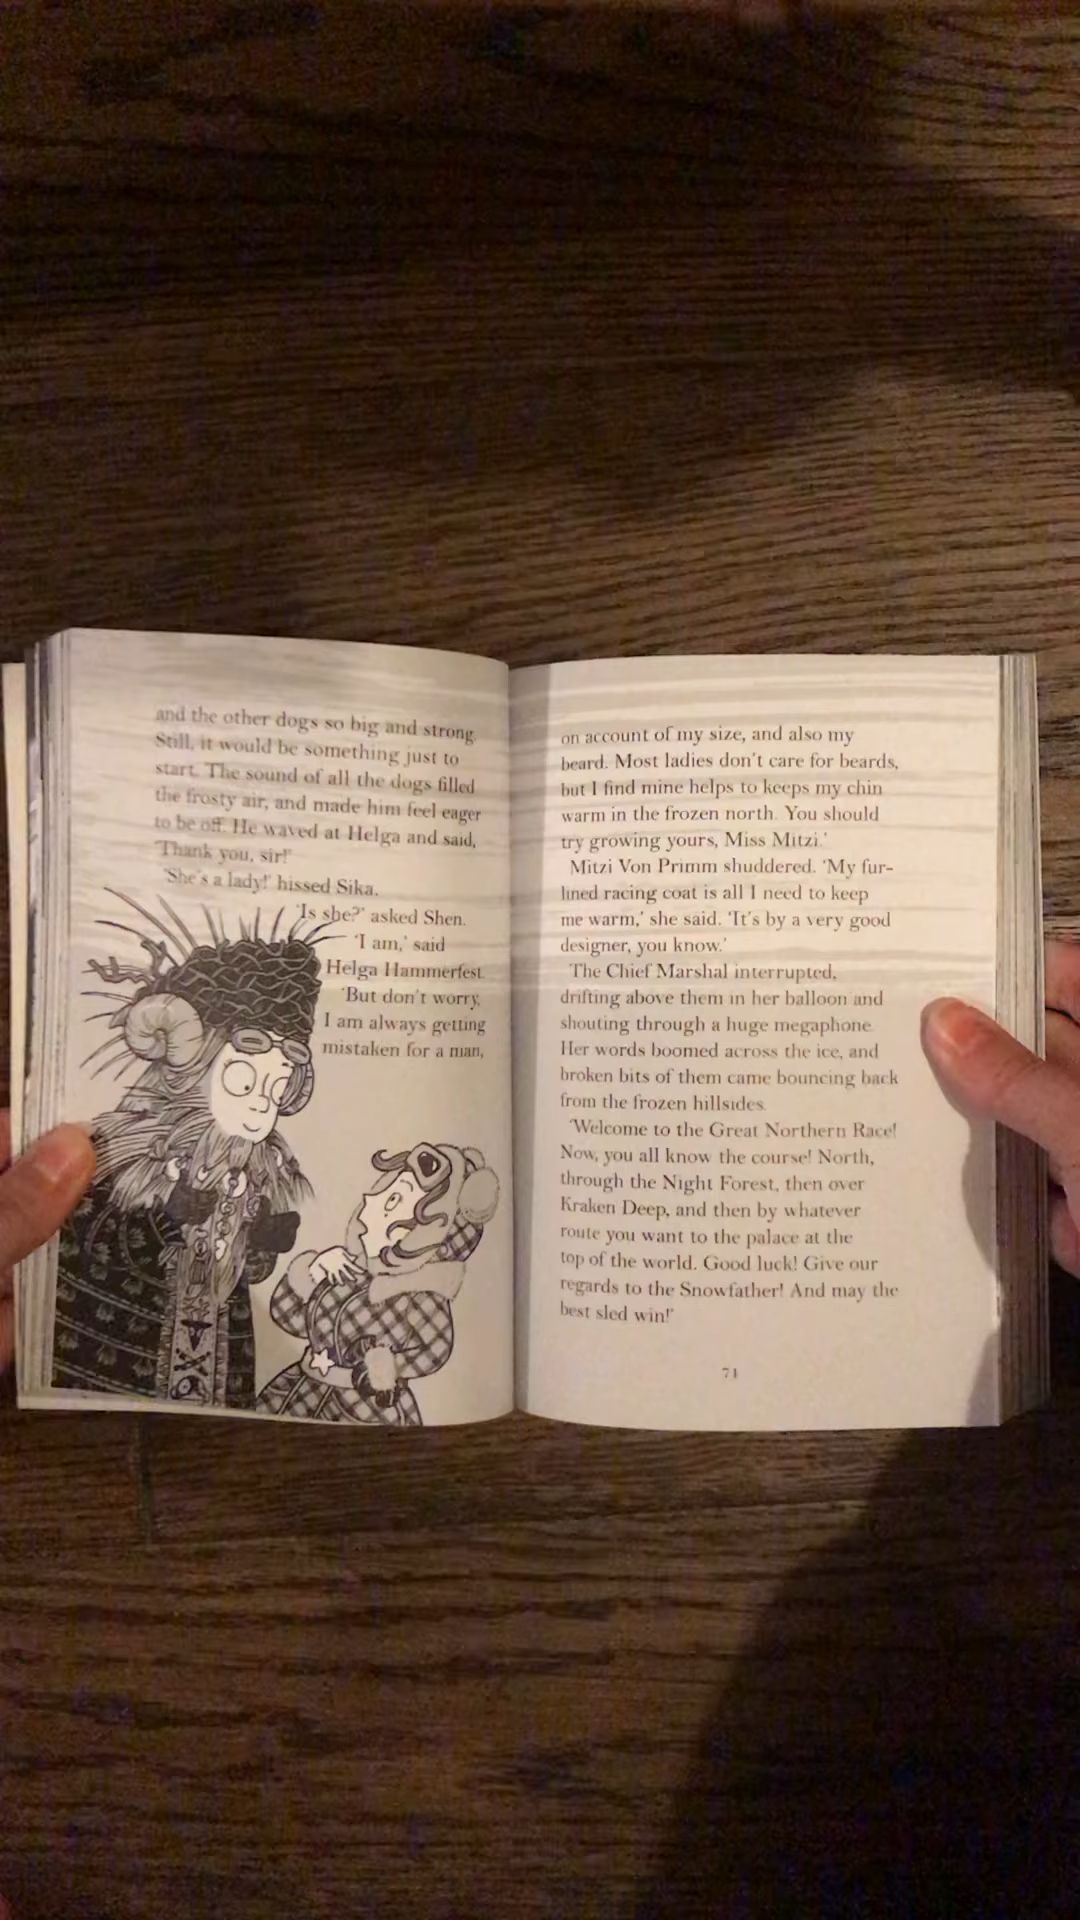 and the other dogs so big and strong.
Still, it would be something just to
start. The sound of all the dogs filled
the frosty air, and made him feel eager
to be off. He waved at Helga and said,
'Thank you, sir!'
'She's a lady!' hissed Sika.
'Is she?' asked Shen.
'I am,' said
Helga Hammerfest.
'But don't worry,
I am always getting
mistaken for a man,
on account of my size, and also my
beard. Most ladies don't care for beards,
but I find mine helps to keeps my chin
warm in the frozen north. You should
try growing yours, Miss Mitzi.'
Mitzi Von Primm shuddered. 'My fur-
lined racing coat is all I need to keep
me warm,' she said. 'It's by a very good
designer, you know.'
The Chief Marshal interrupted,
drifting above them in her balloon and
shouting through a huge megaphone.
Her words boomed across the ice, and
broken bits of them came bouncing back
from the frozen hillsides.
'Welcome to the Great Northern Race!
Now, you all know the course! North,
through the Night Forest, then over
Kraken Deep, and then by whatever
route you want to the palace at the
top of the world. Good luck! Give our
regards to the Snowfather! And may the
best sled win!'
71